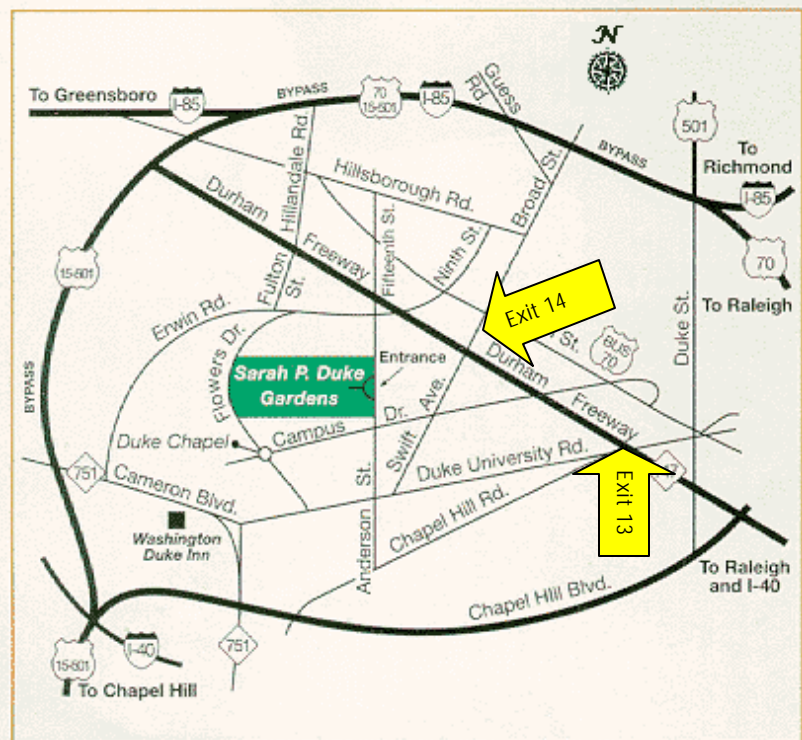 N
To Greensboro
I-85
BYPASS
70
15-501
I-85
Guess
Rd.
501
BYPASS
To
Richmond
I-85
70
To Raleigh
Hillandale Rd.
Hillsborough Rd.
Broad St.
Durham
Freeway
Fifteenth St.
Ninth St.
Fulton
St.
15-501
Erwin Rd.
Flowers Dr.
Exit 14
St.
BUS
70
Duke St.
BYPASS
Sarah P. Duke
Gardens
Entrance
Durham
Freeway
Duke Chapel
Campus
Dr.
Swift
Ave.
751
Cameron Blvd.
Duke University Rd.
Anderson
St.
Chapel Hill Rd.
Exit 13
Washington
Duke Inn
Chapel Hill Blvd.
To Raleigh
and I-40
751
15-501
I-40
To Chapel Hill